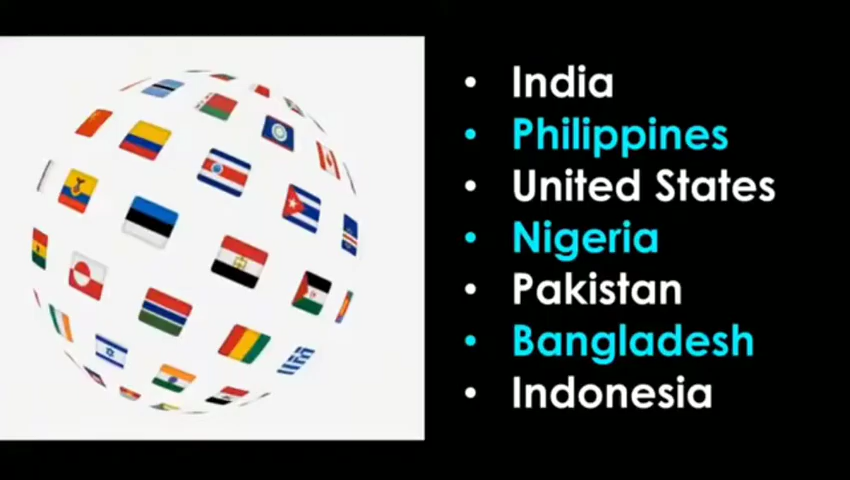 • India
• Philippines
• United States
• Nigeria
• Pakistan
• Bangladesh
• Indonesia